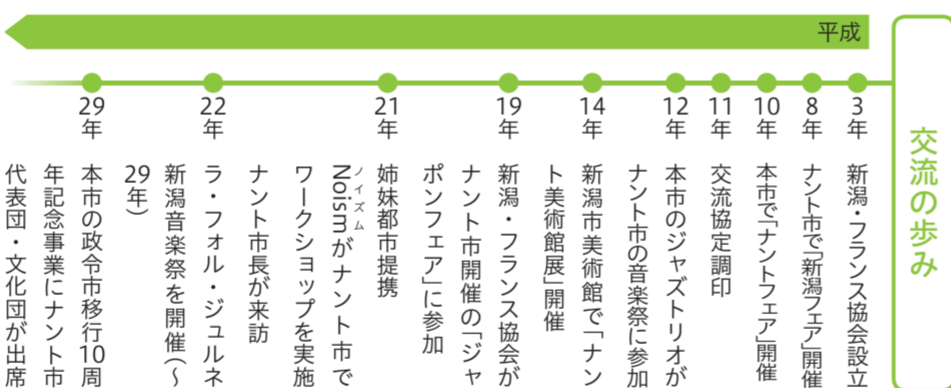 交流の歩み
平成
3年
新潟・フランス協会設立
8年
ナント市で「新潟フェア」開催
10年
本市で「ナントフェア」開催
11年
交流協定調印
12年
本市のジャズトリオが
ナント市の音楽祭に参加
14年
新潟市美術館で「ナン
ト美術館展」開催
19年
新潟・フランス協会が
ナント市開催の「ジャ
ポンフェア」に参加
21年
姉妹都市提携
ノイズム
Noismがナント市で
ワークショップを実施
ナント市長が来訪
22年
ラ・フォル・ジュルネ
新潟音楽祭を開催(~
29年)
29年
本市の政令市移行10周
年記念事業にナント市
代表団・文化団が出席